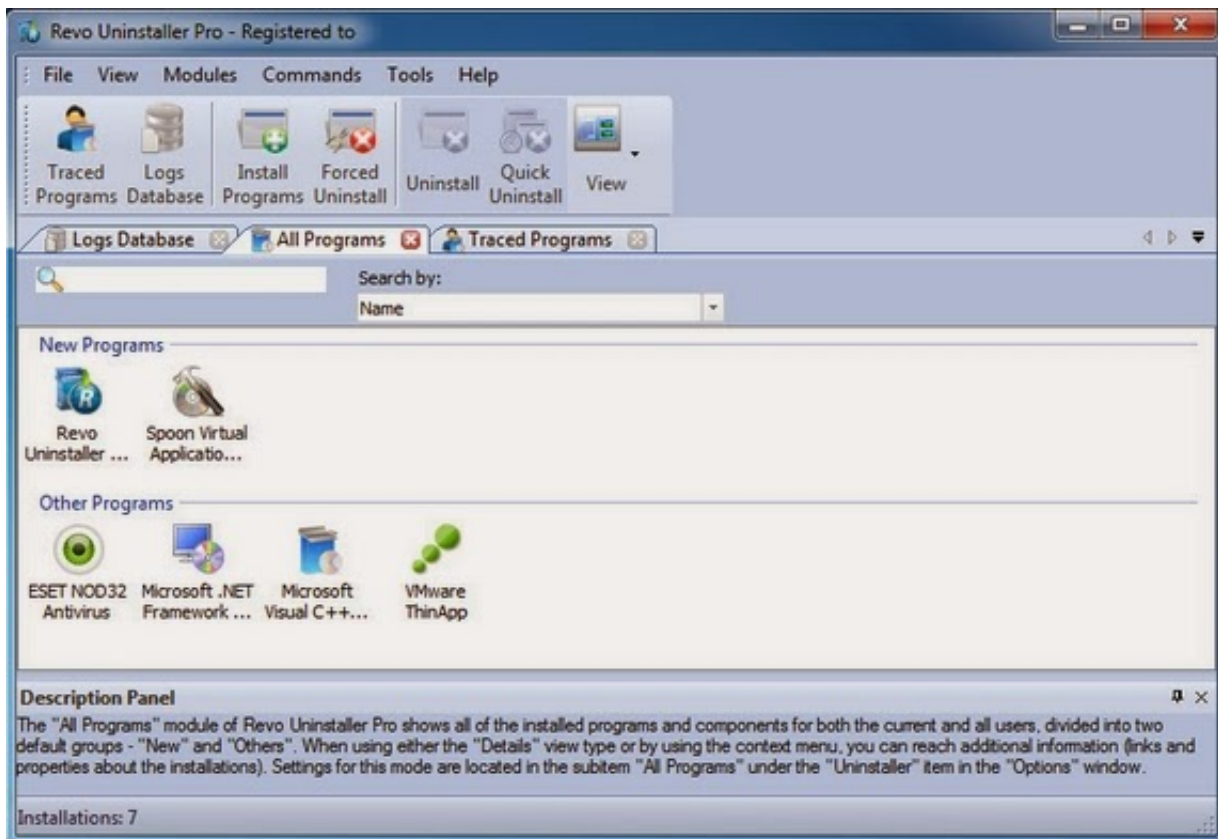 Revo Uninstaller Pro - Registered to
File View Modules Commands Tools Help
Traced Programs
Logs Database
Install Programs
Forced Uninstall
Uninstall
Quick Uninstall
View
Logs Database All Programs Traced Programs
Search by:
Name
New Programs
Revo Uninstaller ...
Spoon Virtual Applicatio...
Other Programs
ESET NOD32 Antivirus
Microsoft .NET Framework ...
Microsoft Visual C++...
VMware ThinApp
Description Panel
The "All Programs" module of Revo Uninstaller Pro shows all of the installed programs and components for both the current and all users, divided into two
default groups - "New" and "Others". When using either the "Details" view type or by using the context menu, you can reach additional information (links and
properties about the installations). Settings for this mode are located in the subitem "All Programs" under the "Uninstaller" item in the "Options" window.
Installations: 7